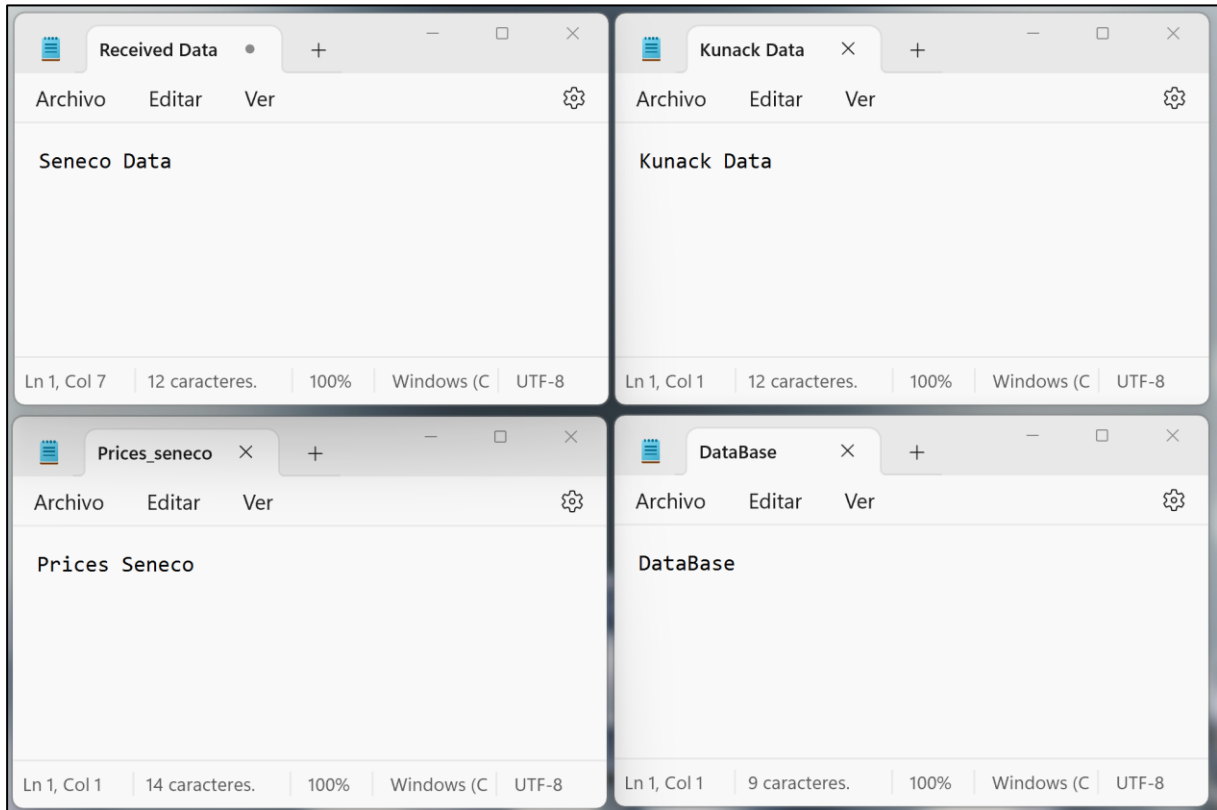 Received Data
Archivo Editar Ver
Seneco Data
Ln 1, Col 7 12 caracteres. 100% Windows (C UTF-8
Kunack Data
Archivo Editar Ver
Kunack Data
Ln 1, Col 1 12 caracteres. 100% Windows (C UTF-8
Prices_seneco
Archivo Editar Ver
Prices Seneco
Ln 1, Col 1 14 caracteres. 100% Windows (C UTF-8
DataBase
Archivo Editar Ver
DataBase
Ln 1, Col 1 9 caracteres. 100% Windows (C UTF-8